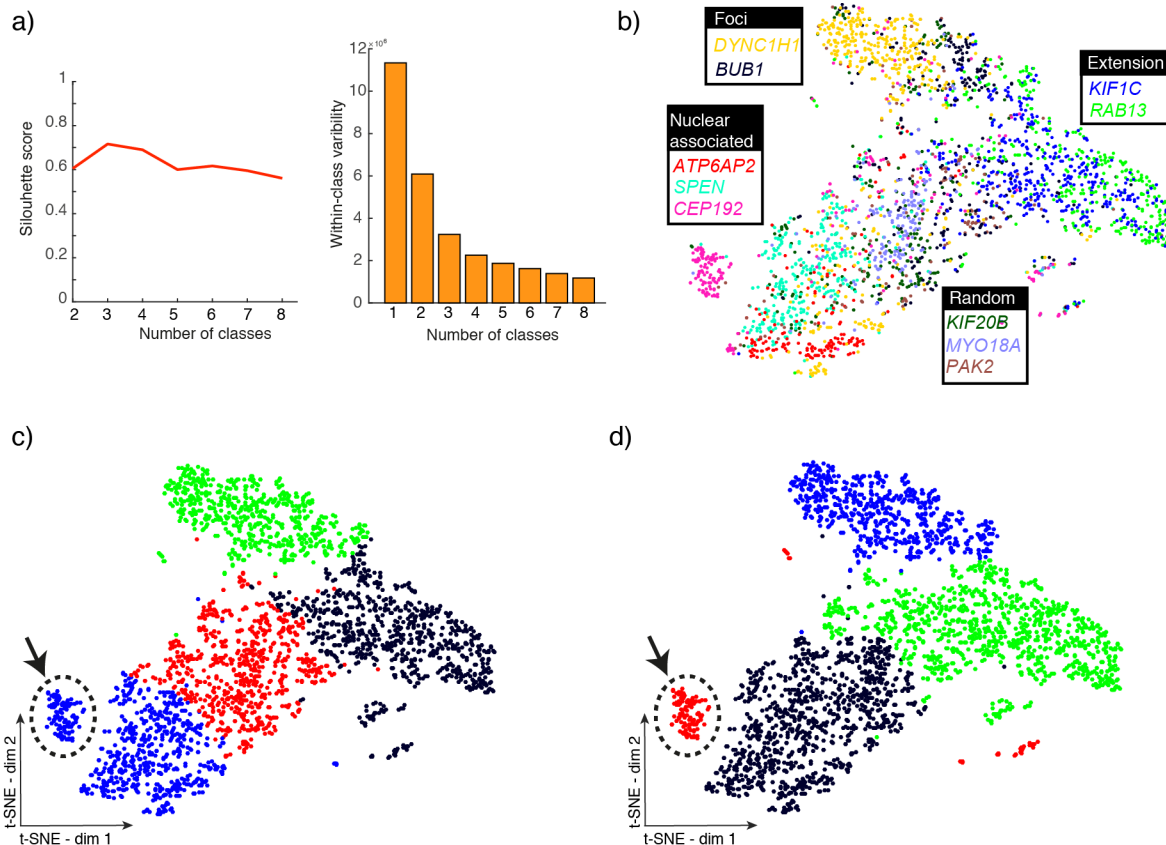 a)
Silouhette score
1
0.8
0.6
0.4
0.2
0
2 3 4 5 6 7 8
Number of classes
×10⁶
Within-class varibility
12
10
8
6
4
2
0
1 2 3 4 5 6 7 8
Number of classes
b)
Foci
DYNC1H1
BUB1
Extension
KIF1C
RAB13
Nuclear
associated
ATP6AP2
SPEN
CEP192
Random
KIF20B
MYO18A
PAK2
c)
t-SNE - dim 2
t-SNE - dim 1
d)
t-SNE - dim 2
t-SNE - dim 1